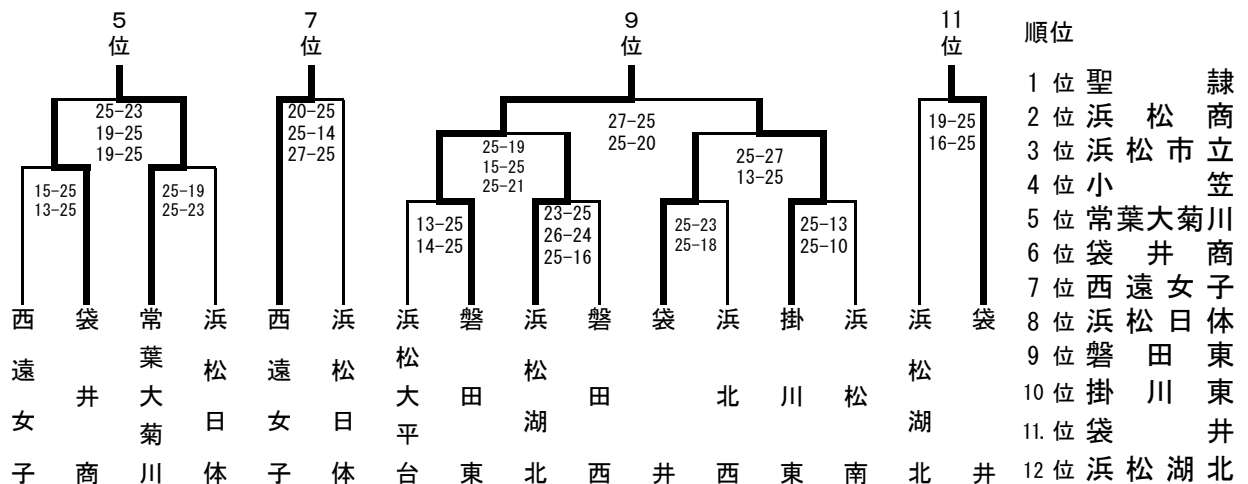 5位
7位
9位
11位
25-23
19-25
19-25
15-25
13-25
25-19
25-23
20-25
25-14
27-25
27-25
25-20
25-19
15-25
25-21
25-27
13-25
13-25
14-25
23-25
26-24
25-16
25-23
25-18
25-13
25-10
19-25
16-25
西遠女子
袋井商
常葉大菊川
浜松日体
西遠女子
浜松日体
浜松大平台
磐田東
浜松湖北
磐田西
袋井
浜北西
掛川東
浜松南
浜松湖北
袋井
順位
1 位 聖隷
2 位 浜松商
3 位 浜松市立
4 位 小笠
5 位 常葉大菊川
6 位 袋井商
7 位 西遠女子
8 位 浜松日体
9 位 磐田東
10 位 掛川東
11. 位 袋井
12 位 浜松湖北